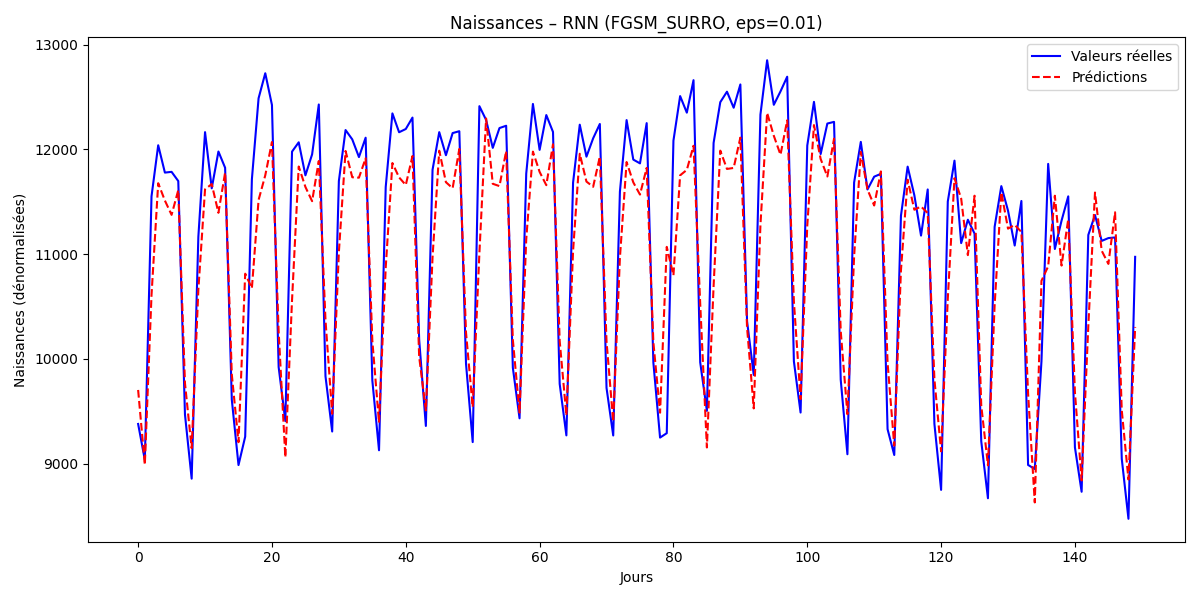 Naissances – RNN (FGSM_SURRO, eps=0.01)
Valeurs réelles
Prédictions
Naissances (dénormalisées)
13000
12000
11000
10000
9000
0 20 40 60 80 100 120 140
Jours